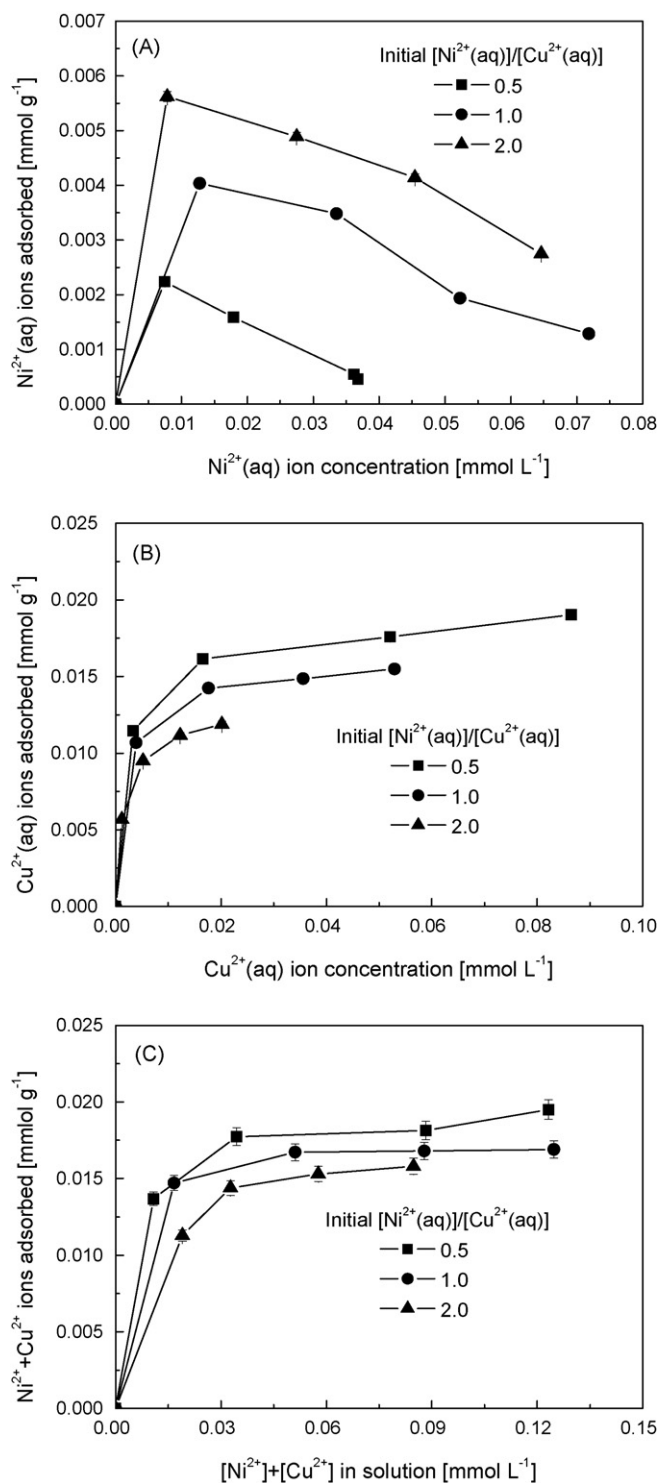 (A)
Initial [Ni²⁺(aq)]/[Cu²⁺(aq)]
0.5
1.0
2.0
0.007
0.006
0.005
0.004
0.003
0.002
0.001
0.000
Ni²⁺(aq) ions adsorbed [mmol g⁻¹]
0.00 0.01 0.02 0.03 0.04 0.05 0.06 0.07 0.08
Ni²⁺(aq) ion concentration [mmol L⁻¹]
(B)
0.025
0.020
0.015
0.010
0.005
0.000
Cu²⁺(aq) ions adsorbed [mmol g⁻¹]
Initial [Ni²⁺(aq)]/[Cu²⁺(aq)]
0.5
1.0
2.0
0.00 0.02 0.04 0.06 0.08 0.10
Cu²⁺(aq) ion concentration [mmol L⁻¹]
(C)
0.025
0.020
0.015
0.010
0.005
0.000
Ni²⁺+Cu²⁺ ions adsorbed [mmlol g⁻¹]
Initial [Ni²⁺(aq)]/[Cu²⁺(aq)]
0.5
1.0
2.0
0.00 0.03 0.06 0.09 0.12 0.15
[Ni²⁺]+[Cu²⁺] in solution [mmol L⁻¹]